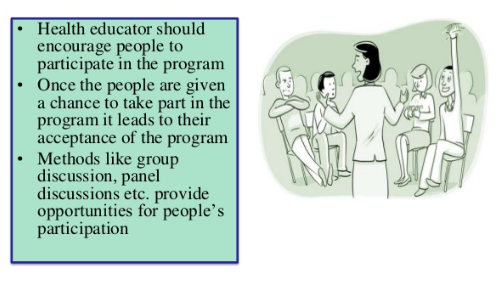 • Health educator should
encourage people to
participate in the program
• Once the people are given
a chance to take part in the
program it leads to their
acceptance of the program
• Methods like group
discussion, panel
discussions etc. provide
opportunities for people's
participation